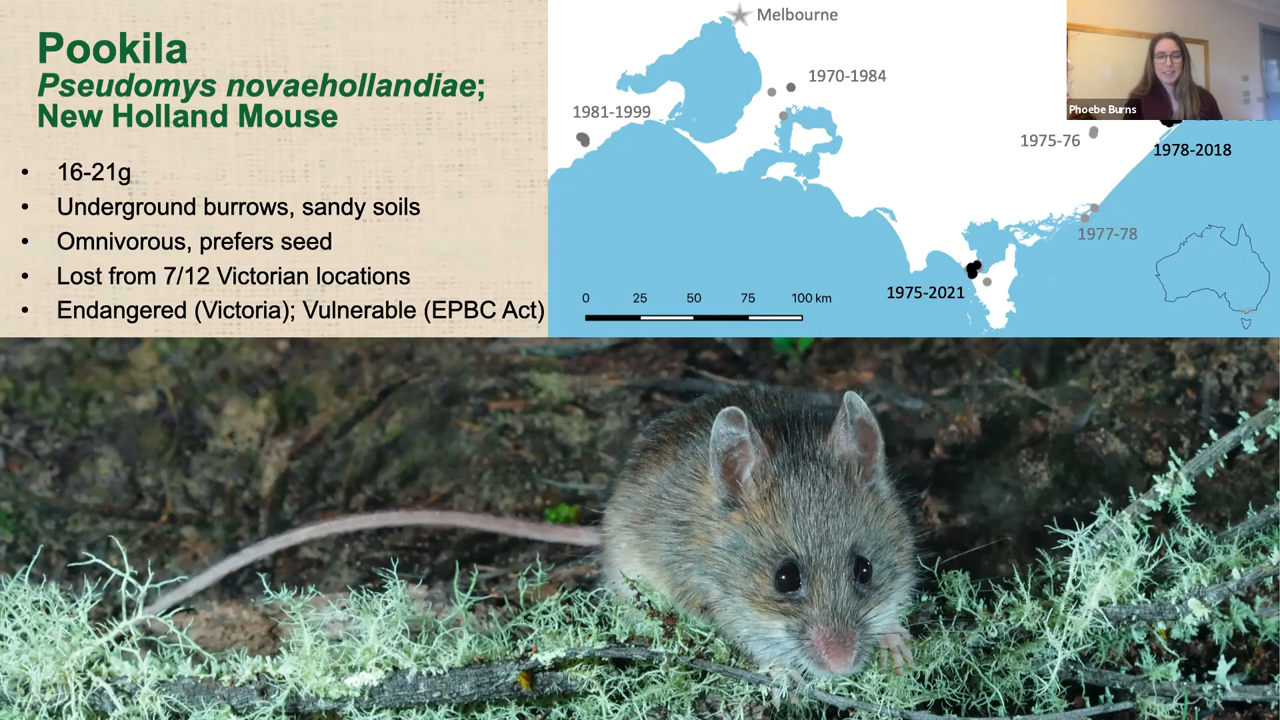 Pookila
Pseudomys novaehollandiae;
New Holland Mouse
• 16-21g
• Underground burrows, sandy soils
• Omnivorous, prefers seed
• Lost from 7/12 Victorian locations
• Endangered (Victoria); Vulnerable (EPBC Act)
Melbourne
1970-1984
1981-1999
1975-76
1978-2018
1977-78
1975-2021
0 25 50 75 100 km
Phoebe Burns